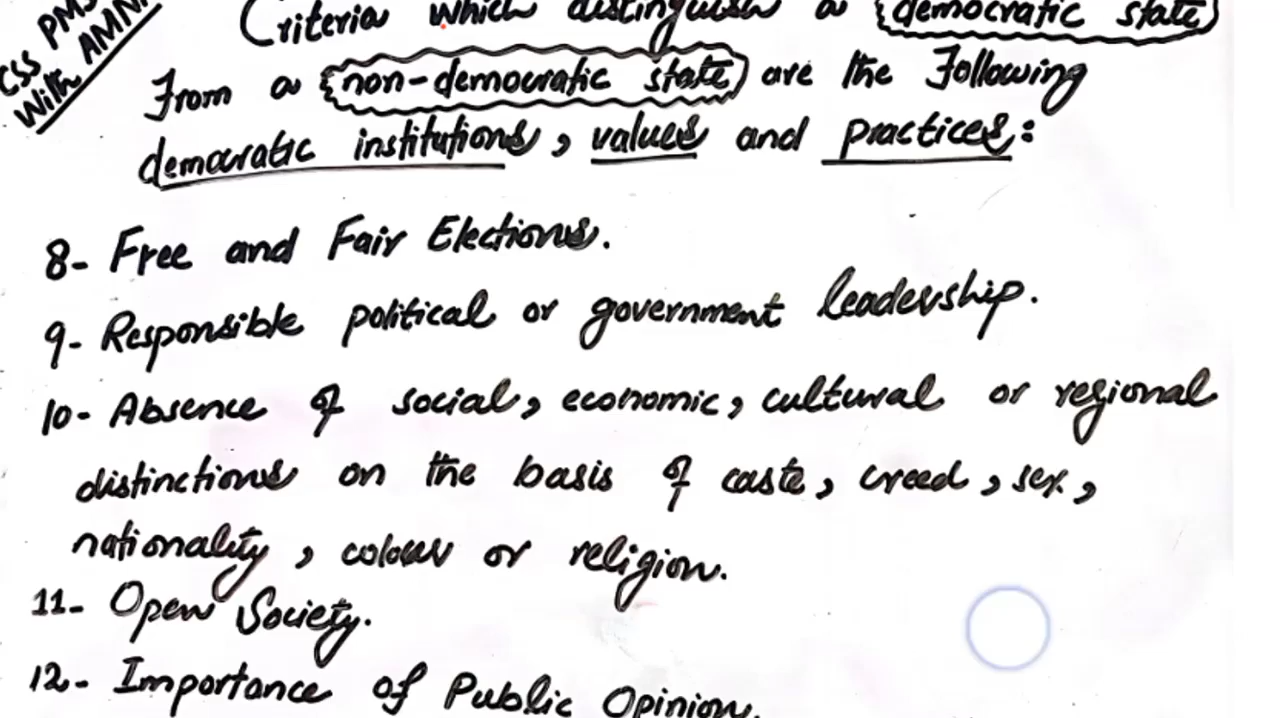 CSS PMS
With AMNA
Criteria which distinguish a democratic state
From a non-democratic state are the Following
democratic institutions, values and practices:
8- Free and Fair Elections.
9- Responsible political or government leadership.
10- Absence of social, economic, cultural or regional
distinctions on the basis of caste, creed, sex,
nationality, colour or religion.
11- Open Society.
12- Importance of Public Opinion.